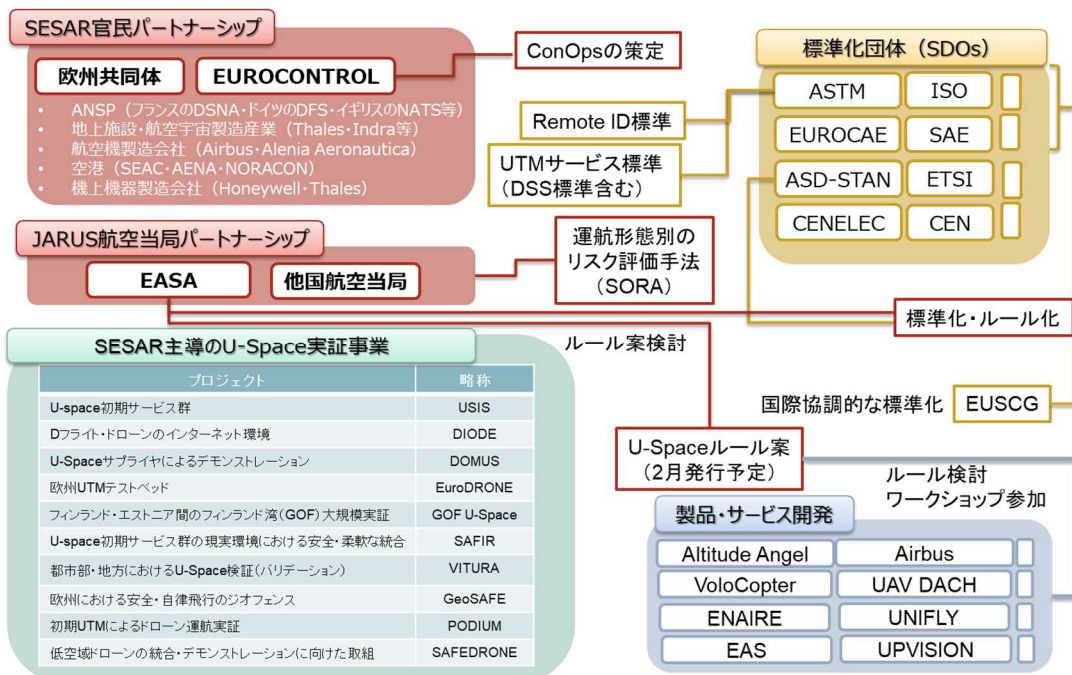 SESAR官民パートナーシップ
欧州共同体
EUROCONTROL
• ANSP（フランスのDSNA・ドイツのDFS・イギリスのNATS等）
• 地上施設・航空宇宙製造産業（Thales・Indra等）
• 航空機製造会社（Airbus・Alenia Aeronautica）
• 空港（SEAC・AENA・NORACON）
• 機上機器製造会社（Honeywell・Thales）
ConOpsの策定
Remote ID標準
UTMサービス標準
（DSS標準含む）
標準化団体（SDOs）
ASTM
ISO
EUROCAE
SAE
ASD-STAN
ETSI
CENELEC
CEN
JARUS航空当局パートナーシップ
EASA
他国航空当局
運航形態別の
リスク評価手法
（SORA）
標準化・ルール化
ルール案検討
国際協調的な標準化
EUSCG
U-Spaceルール案
（2月発行予定）
ルール検討
ワークショップ参加
SESAR主導のU-Space実証事業
プロジェクト 略称
U-space初期サービス群 USIS
Dフライト・ドローンのインターネット環境 DIODE
U-Spaceサプライヤによるデモンストレーション DOMUS
欧州UTMテストベッド EuroDRONE
フィンランド・エストニア間のフィンランド湾（GOF）大規模実証 GOF U-Space
U-space初期サービス群の現実環境における安全・柔軟な統合 SAFIR
都市部・地方におけるU-Space検証（バリデーション） VITURA
欧州における安全・自律飛行のジオフェンス GeoSAFE
初期UTMによるドローン運航実証 PODIUM
低空域ドローンの統合・デモンストレーションに向けた取組 SAFEDRONE
製品・サービス開発
Altitude Angel
Airbus
VoloCopter
UAV DACH
ENAIRE
UNIFLY
EAS
UPVISION